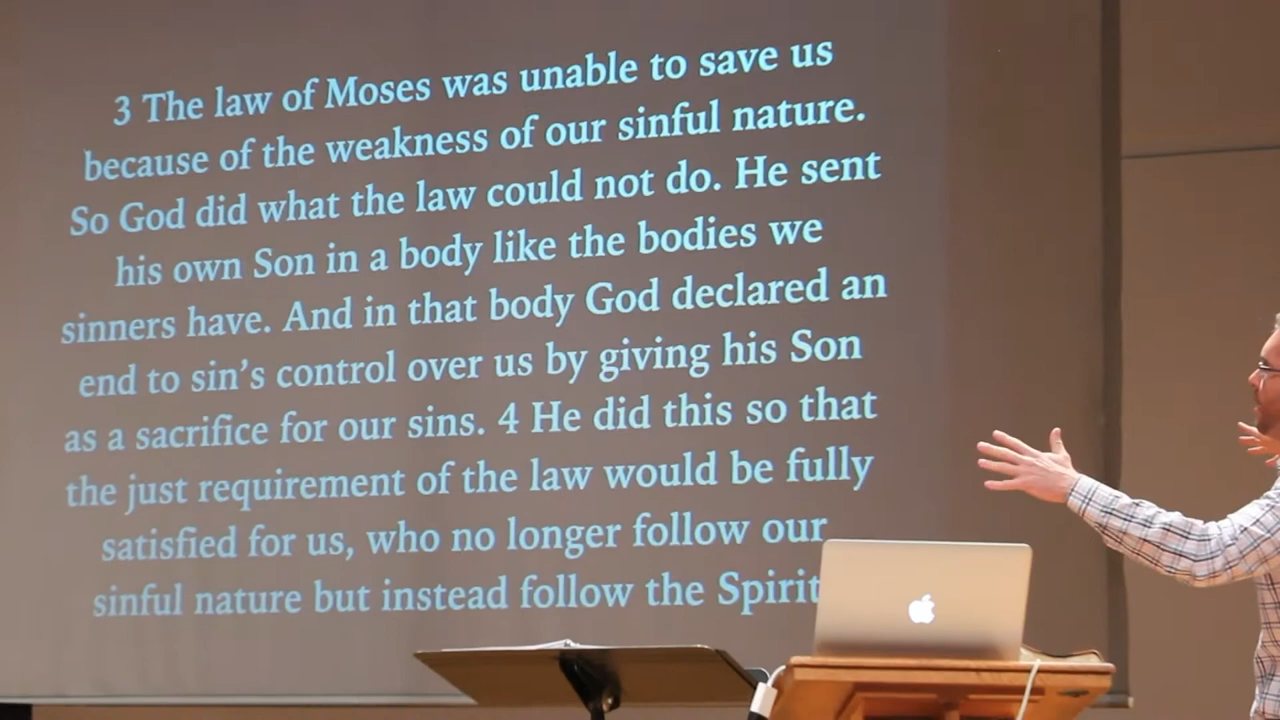 3 The law of Moses was unable to save us
because of the weakness of our sinful nature.
So God did what the law could not do. He sent
his own Son in a body like the bodies we
sinners have. And in that body God declared an
end to sin’s control over us by giving his Son
as a sacrifice for our sins. 4 He did this so that
the just requirement of the law would be fully
satisfied for us, who no longer follow our
sinful nature but instead follow the Spirit